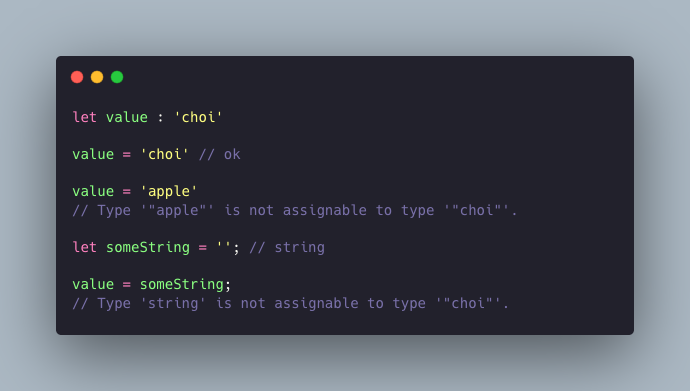 let value : 'choi'
value = 'choi' // ok
value = 'apple'
// Type '"apple"' is not assignable to type '"choi"'.
let someString = ''; // string
value = someString;
// Type 'string' is not assignable to type '"choi"'.